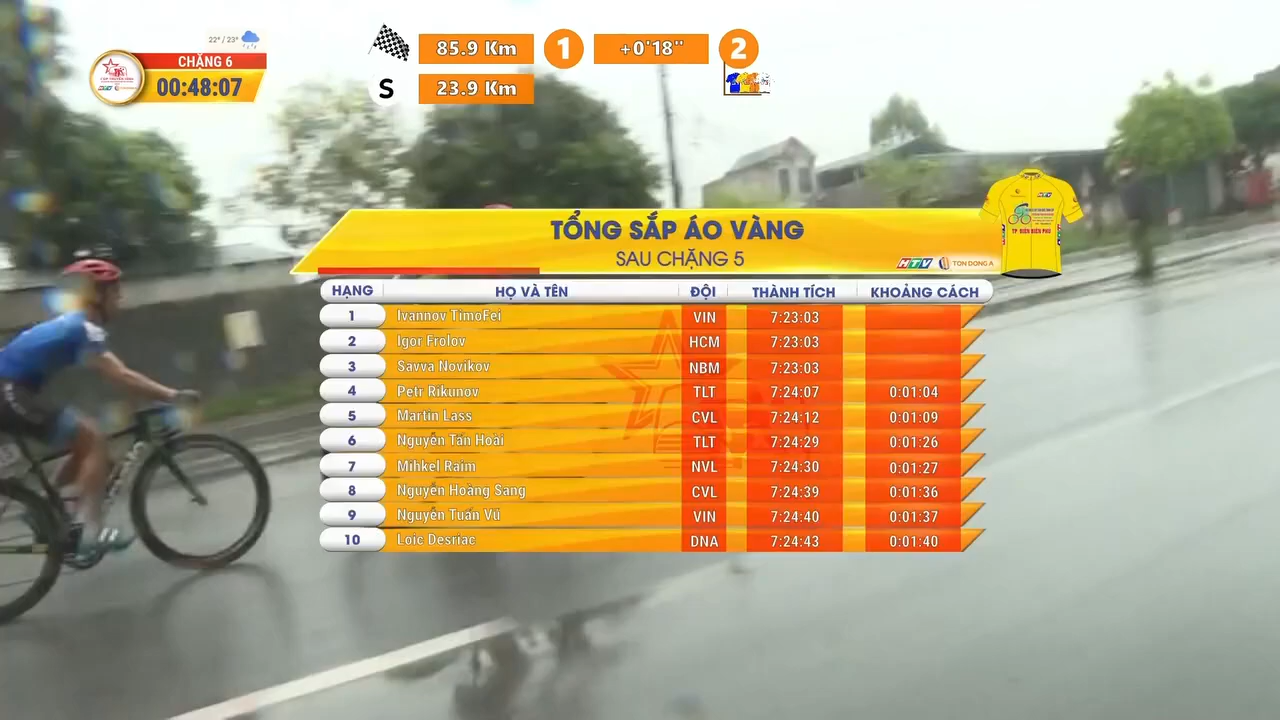 22° / 23°
CHẶNG 6
00:48:07
85.9 Km
1
+0'18"
2
S
23.9 Km
TỔNG SẮP ÁO VÀNG
SAU CHẶNG 5
HTV TON DONG A
HTV
TP. ĐIỆN BIÊN PHỦ
HẠNG HỌ VÀ TÊN ĐỘI THÀNH TÍCH KHOẢNG CÁCH
1 Ivannov TimoFei VIN 7:23:03
2 Igor Frolov HCM 7:23:03
3 Savva Novikov NBM 7:23:03
4 Petr Rikunov TLT 7:24:07 0:01:04
5 Martin Lass CVL 7:24:12 0:01:09
6 Nguyễn Tấn Hoài TLT 7:24:29 0:01:26
7 Mihkel Raim NVL 7:24:30 0:01:27
8 Nguyễn Hoàng Sang CVL 7:24:39 0:01:36
9 Nguyễn Tuấn Vũ VIN 7:24:40 0:01:37
10 Loic Desriac DNA 7:24:43 0:01:40